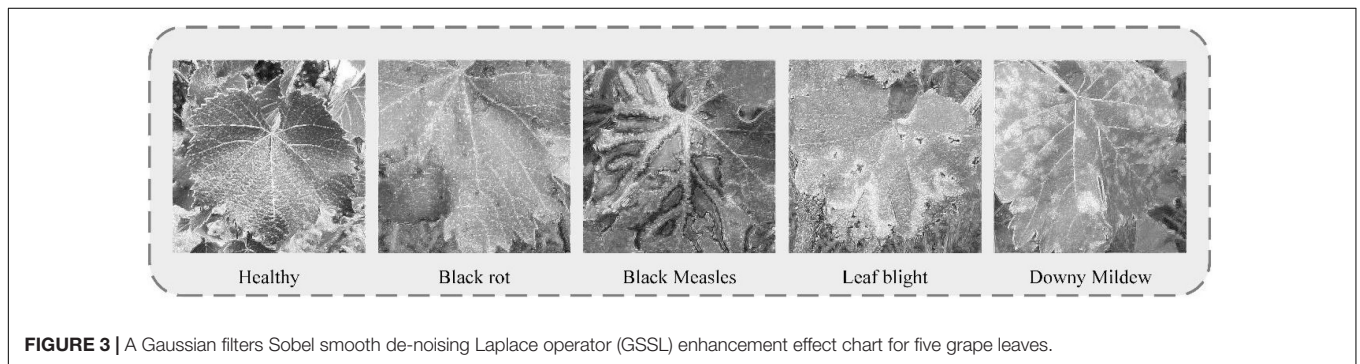 Healthy
Black rot
Black Measles
Leaf blight
Downy Mildew
FIGURE 3 | A Gaussian filters Sobel smooth de-noising Laplace operator (GSSL) enhancement effect chart for five grape leaves.